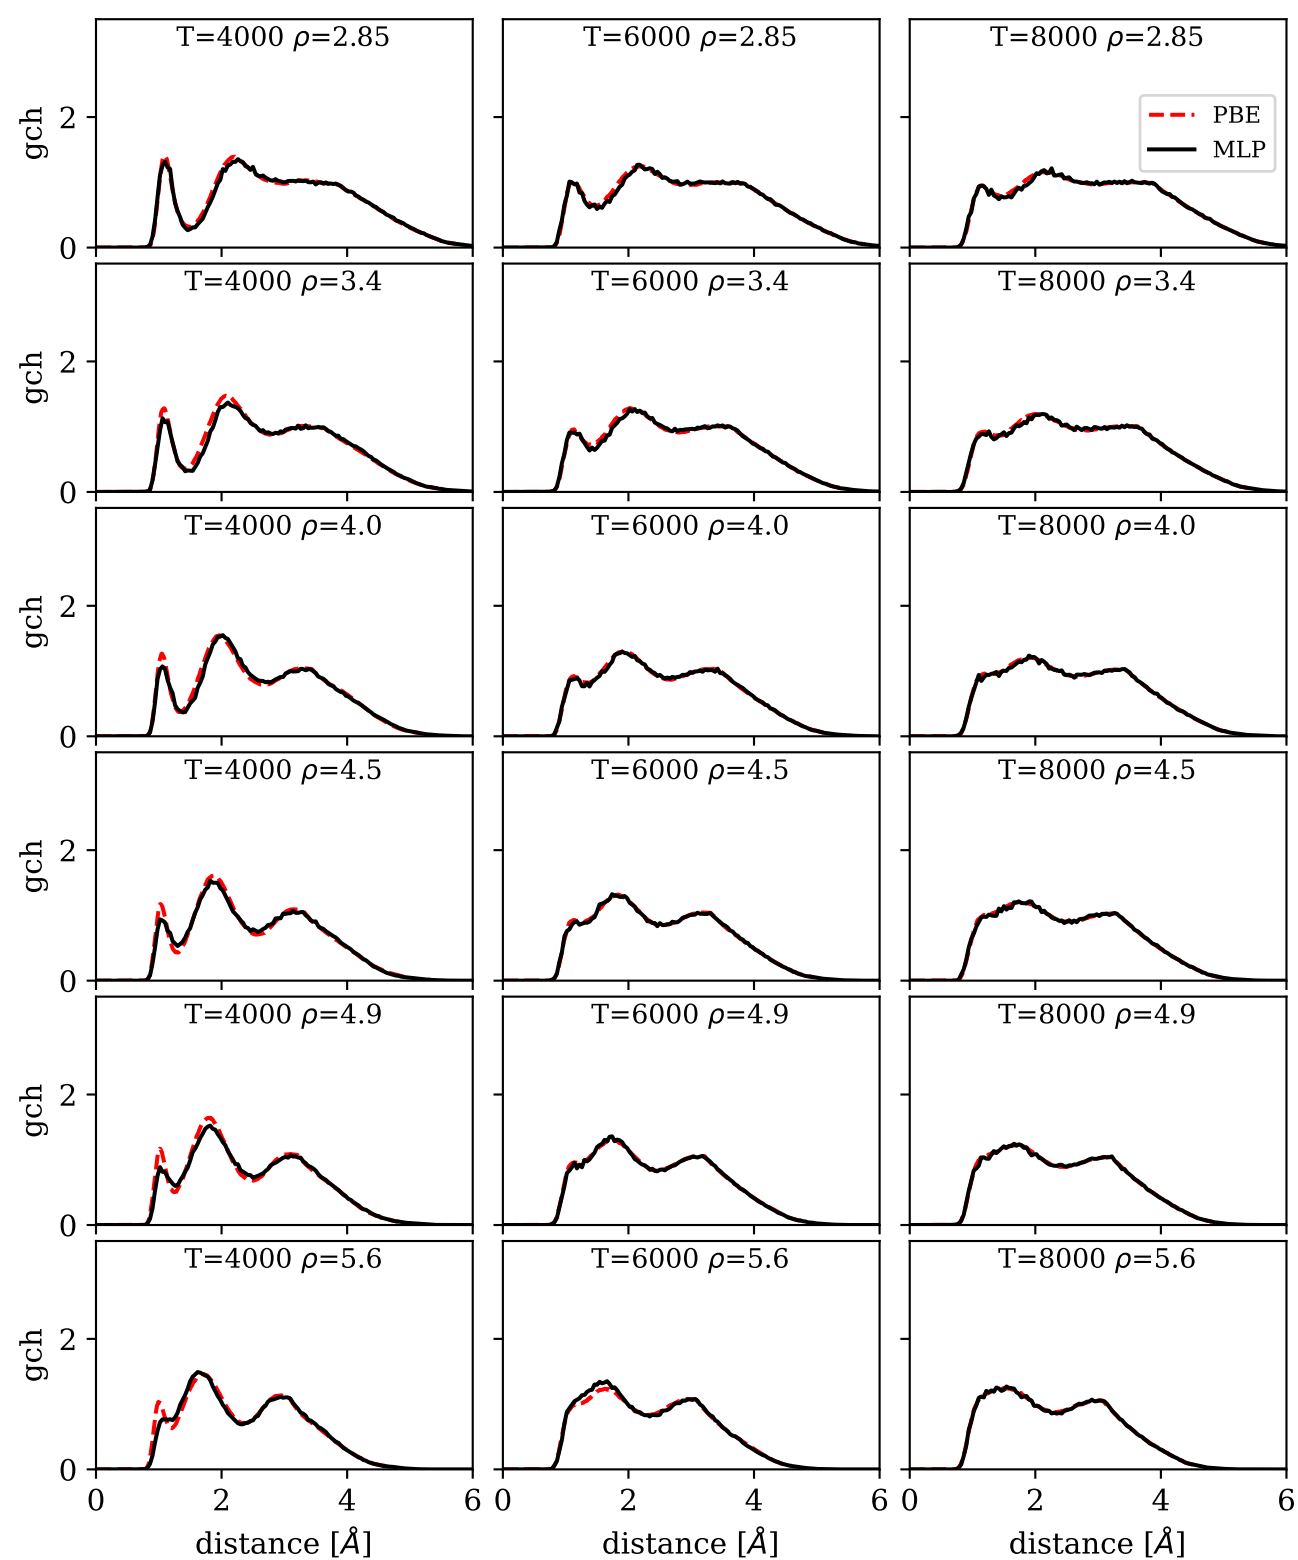 T=4000 ρ=2.85
T=6000 ρ=2.85
T=8000 ρ=2.85
PBE
MLP
gch
2
0
T=4000 ρ=3.4
T=6000 ρ=3.4
T=8000 ρ=3.4
gch
2
0
T=4000 ρ=4.0
T=6000 ρ=4.0
T=8000 ρ=4.0
gch
2
0
T=4000 ρ=4.5
T=6000 ρ=4.5
T=8000 ρ=4.5
gch
2
0
T=4000 ρ=4.9
T=6000 ρ=4.9
T=8000 ρ=4.9
gch
2
0
T=4000 ρ=5.6
T=6000 ρ=5.6
T=8000 ρ=5.6
gch
2
0
0 2 4 6
0 2 4 6
0 2 4 6
distance [Å]
distance [Å]
distance [Å]